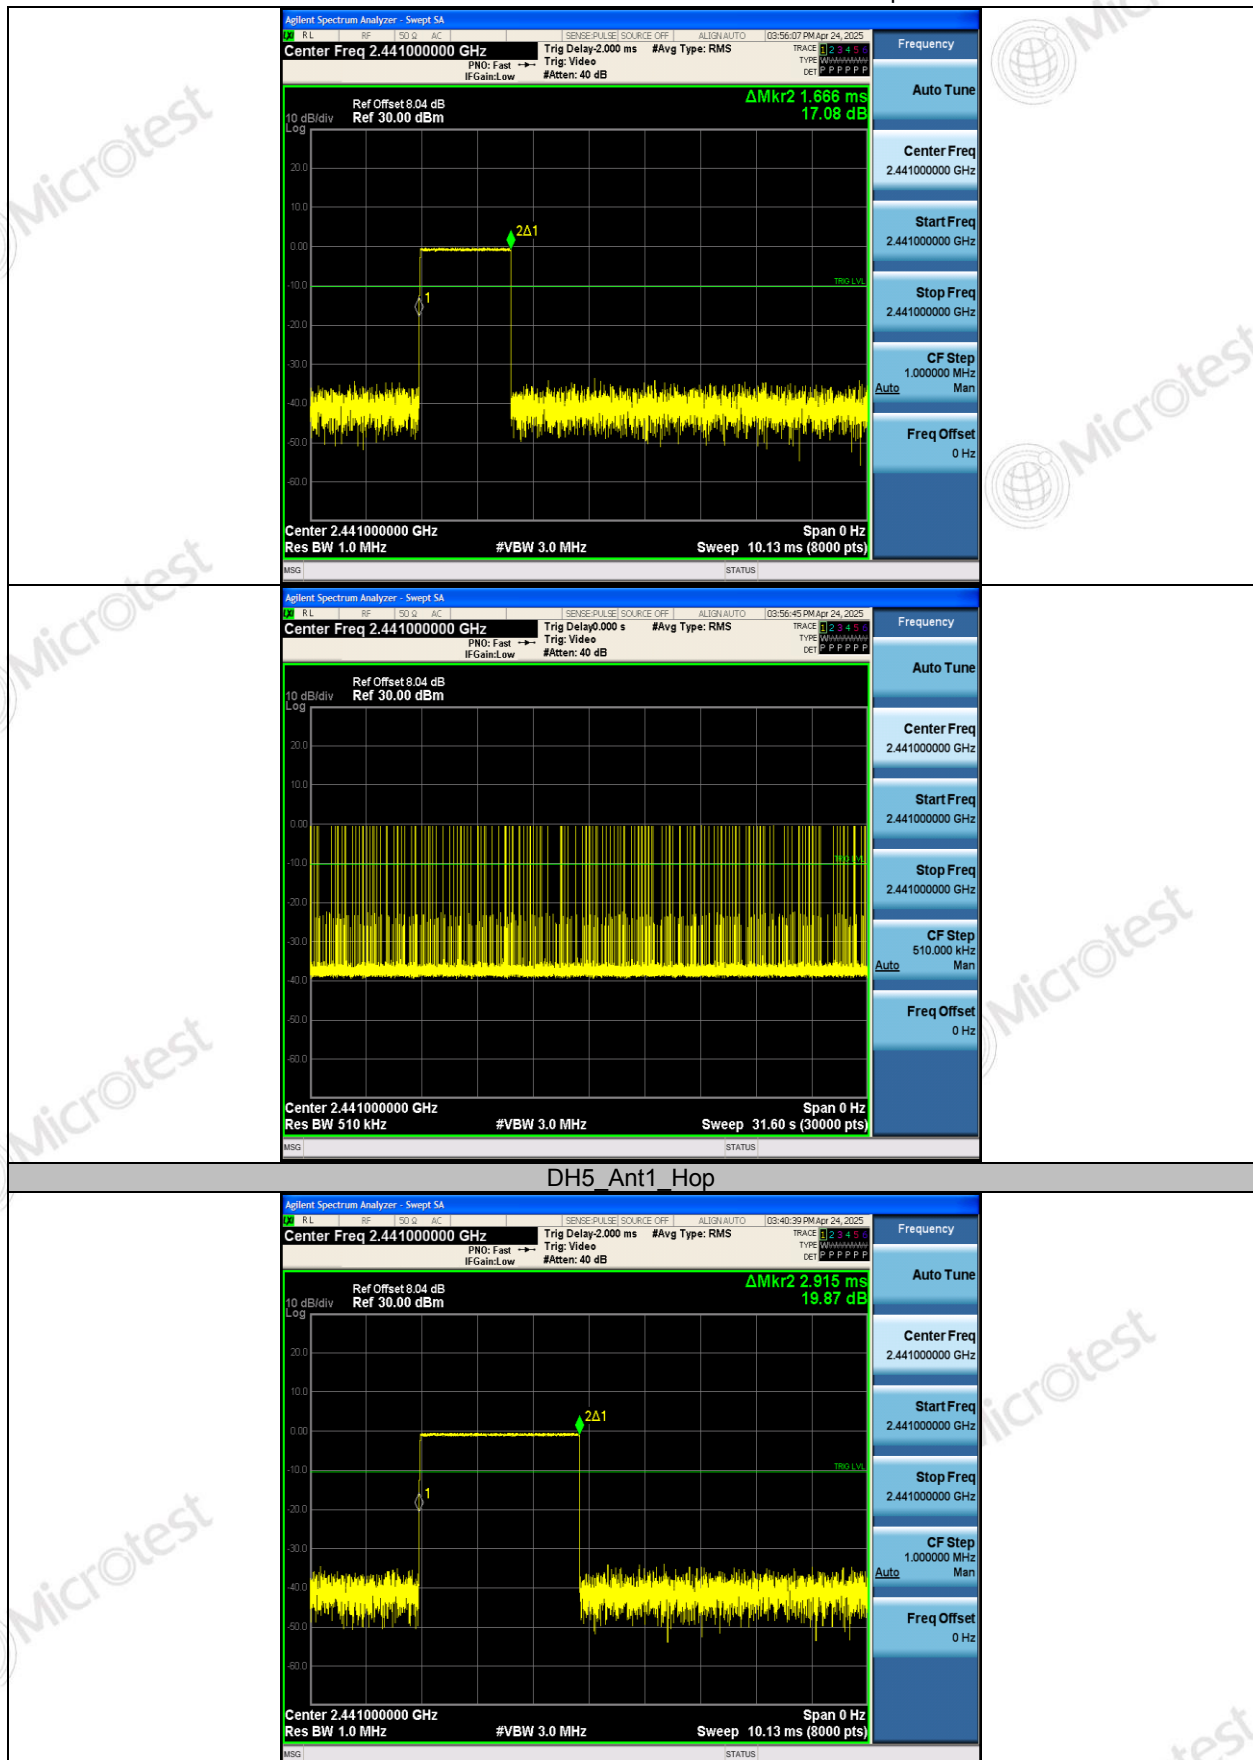 Agilent Spectrum Analyzer - Swept SA
RL RF 50 Ω AC SENSE:PULSE SOURCE OFF ALIGNAUTO 03:56:07 PM Apr 24, 2025
Center Freq 2.441000000 GHz
PNO: Fast
IFGain:Low
Trig Delay-2.000 ms
Trig: Video
#Atten: 40 dB
#Avg Type: RMS
TRACE 1 2 3 4 5 6
TYPE
DET P P P P P P
ΔMkr2 1.666 ms
17.08 dB
Ref Offset 8.04 dB
10 dB/div Ref 30.00 dBm
Log
20.0
10.0
0.00
-10.0
-20.0
-30.0
-40.0
-50.0
-60.0
2Δ1
1
TRIG LVL
Center 2.441000000 GHz
Span 0 Hz
Res BW 1.0 MHz
#VBW 3.0 MHz
Sweep 10.13 ms (8000 pts)
MSG
STATUS
Frequency
Auto Tune
Center Freq
2.441000000 GHz
Start Freq
2.441000000 GHz
Stop Freq
2.441000000 GHz
CF Step
1.000000 MHz
Auto Man
Freq Offset
0 Hz
Agilent Spectrum Analyzer - Swept SA
RL RF 50 Ω AC SENSE:PULSE SOURCE OFF ALIGNAUTO 03:56:45 PM Apr 24, 2025
Center Freq 2.441000000 GHz
PNO: Fast
IFGain:Low
Trig Delay0.000 s
Trig: Video
#Atten: 40 dB
#Avg Type: RMS
TRACE 1 2 3 4 5 6
TYPE
DET P P P P P P
Ref Offset 8.04 dB
10 dB/div Ref 30.00 dBm
Log
20.0
10.0
0.00
-10.0
-20.0
-30.0
-40.0
-50.0
-60.0
Center 2.441000000 GHz
Span 0 Hz
Res BW 510 kHz
#VBW 3.0 MHz
Sweep 31.60 s (30000 pts)
MSG
STATUS
Frequency
Auto Tune
Center Freq
2.441000000 GHz
Start Freq
2.441000000 GHz
Stop Freq
2.441000000 GHz
CF Step
510.000 kHz
Auto Man
Freq Offset
0 Hz
DH5_Ant1_Hop
Agilent Spectrum Analyzer - Swept SA
RL RF 50 Ω AC SENSE:PULSE SOURCE OFF ALIGNAUTO 03:40:39 PM Apr 24, 2025
Center Freq 2.441000000 GHz
PNO: Fast
IFGain:Low
Trig Delay-2.000 ms
Trig: Video
#Atten: 40 dB
#Avg Type: RMS
TRACE 1 2 3 4 5 6
TYPE
DET P P P P P P
ΔMkr2 2.915 ms
19.87 dB
Ref Offset 8.04 dB
10 dB/div Ref 30.00 dBm
Log
20.0
10.0
0.00
-10.0
-20.0
-30.0
-40.0
-50.0
-60.0
2Δ1
1
TRIG LVL
Center 2.441000000 GHz
Span 0 Hz
Res BW 1.0 MHz
#VBW 3.0 MHz
Sweep 10.13 ms (8000 pts)
MSG
STATUS
Frequency
Auto Tune
Center Freq
2.441000000 GHz
Start Freq
2.441000000 GHz
Stop Freq
2.441000000 GHz
CF Step
1.000000 MHz
Auto Man
Freq Offset
0 Hz
Microtest
Microtest
Microtest
Microtest
Microtest
Microtest